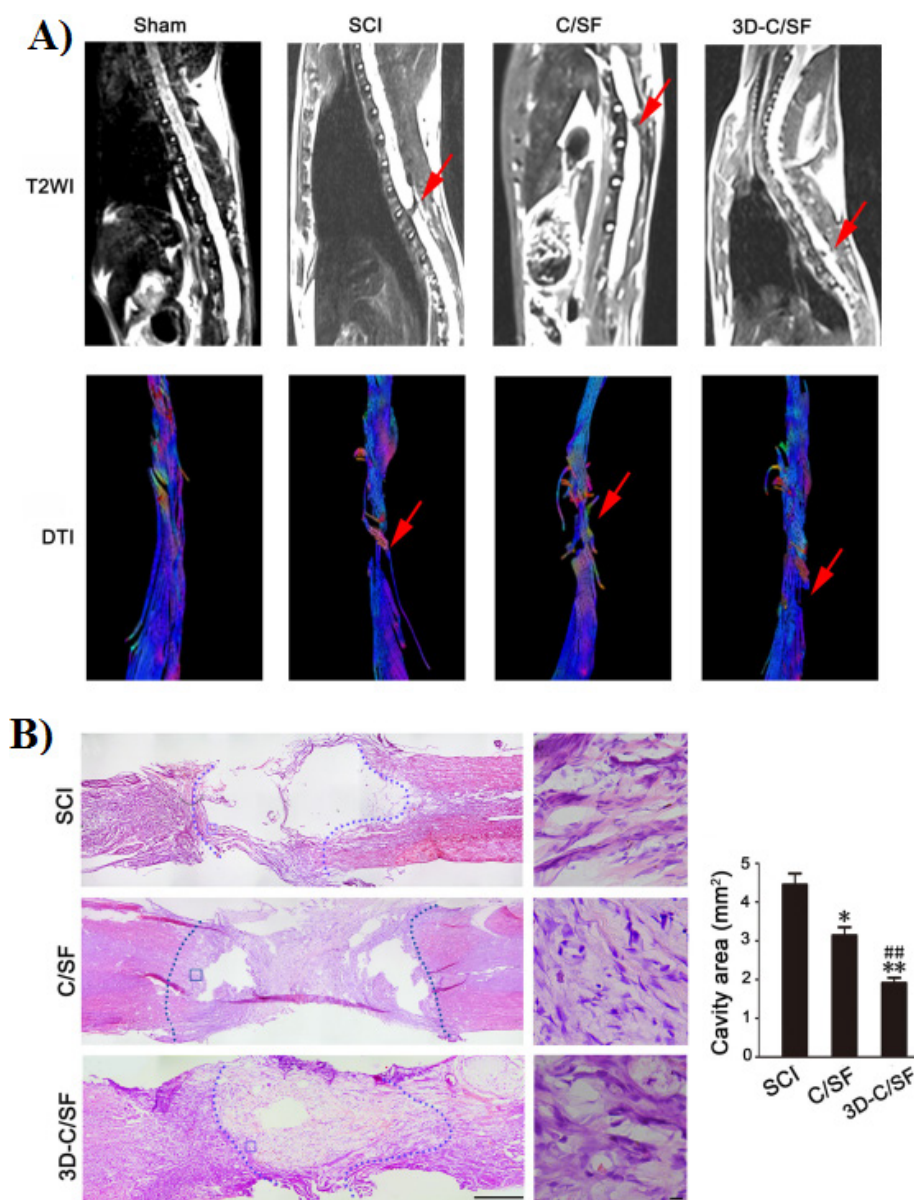 A)
Sham
SCI
C/SF
3D-C/SF
T2WI
DTI
B)
SCI
C/SF
3D-C/SF
Cavity area (mm²)
5
4
3
2
1
0
*
##
**
SCI
C/SF
3D-C/SF